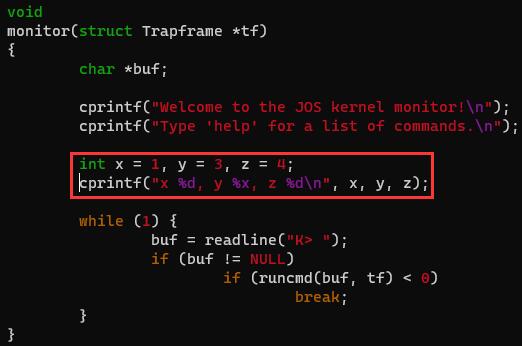 void
monitor(struct Trapframe *tf)
{
        char *buf;

        cprintf("Welcome to the JOS kernel monitor!\n");
        cprintf("Type 'help' for a list of commands.\n");

        int x = 1, y = 3, z = 4;
        cprintf("x %d, y %x, z %d\n", x, y, z);

        while (1) {
                buf = readline("K> ");
                if (buf != NULL)
                        if (runcmd(buf, tf) < 0)
                                break;
        }
}